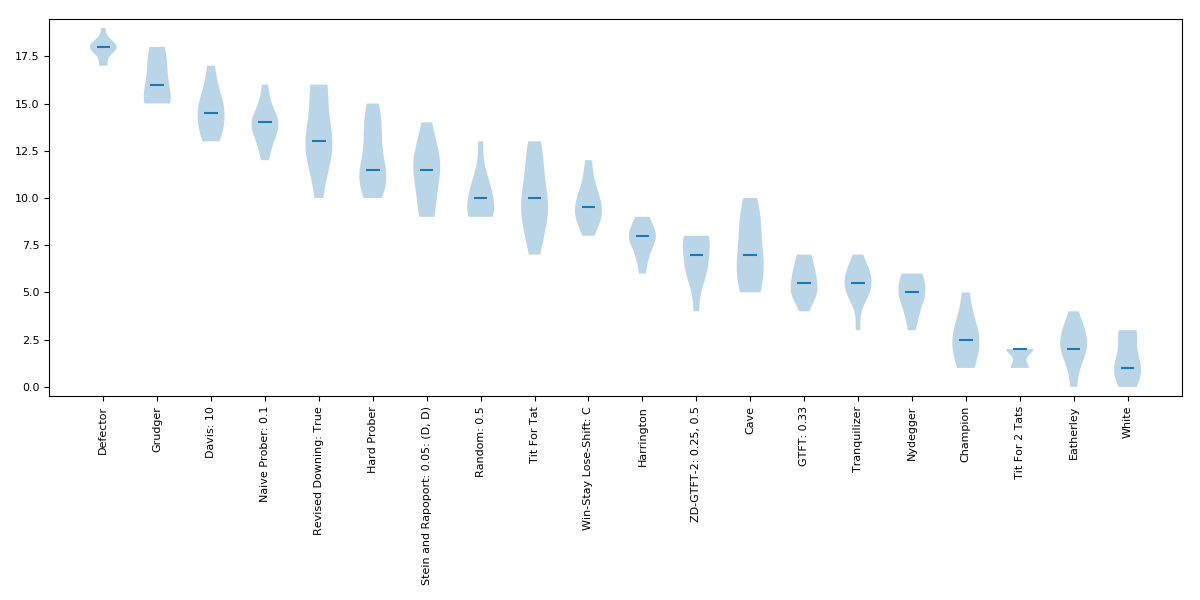 17.5
15.0
12.5
10.0
7.5
5.0
2.5
0.0
Defector
Grudger
Davis: 10
Naive Prober: 0.1
Revised Downing: True
Hard Prober
Stein and Rapoport: 0.05: (D, D)
Random: 0.5
Tit For Tat
Win-Stay Lose-Shift: C
Harrington
ZD-GTFT-2: 0.25, 0.5
Cave
GTFT: 0.33
Tranquilizer
Nydegger
Champion
Tit For 2 Tats
Eatherley
White